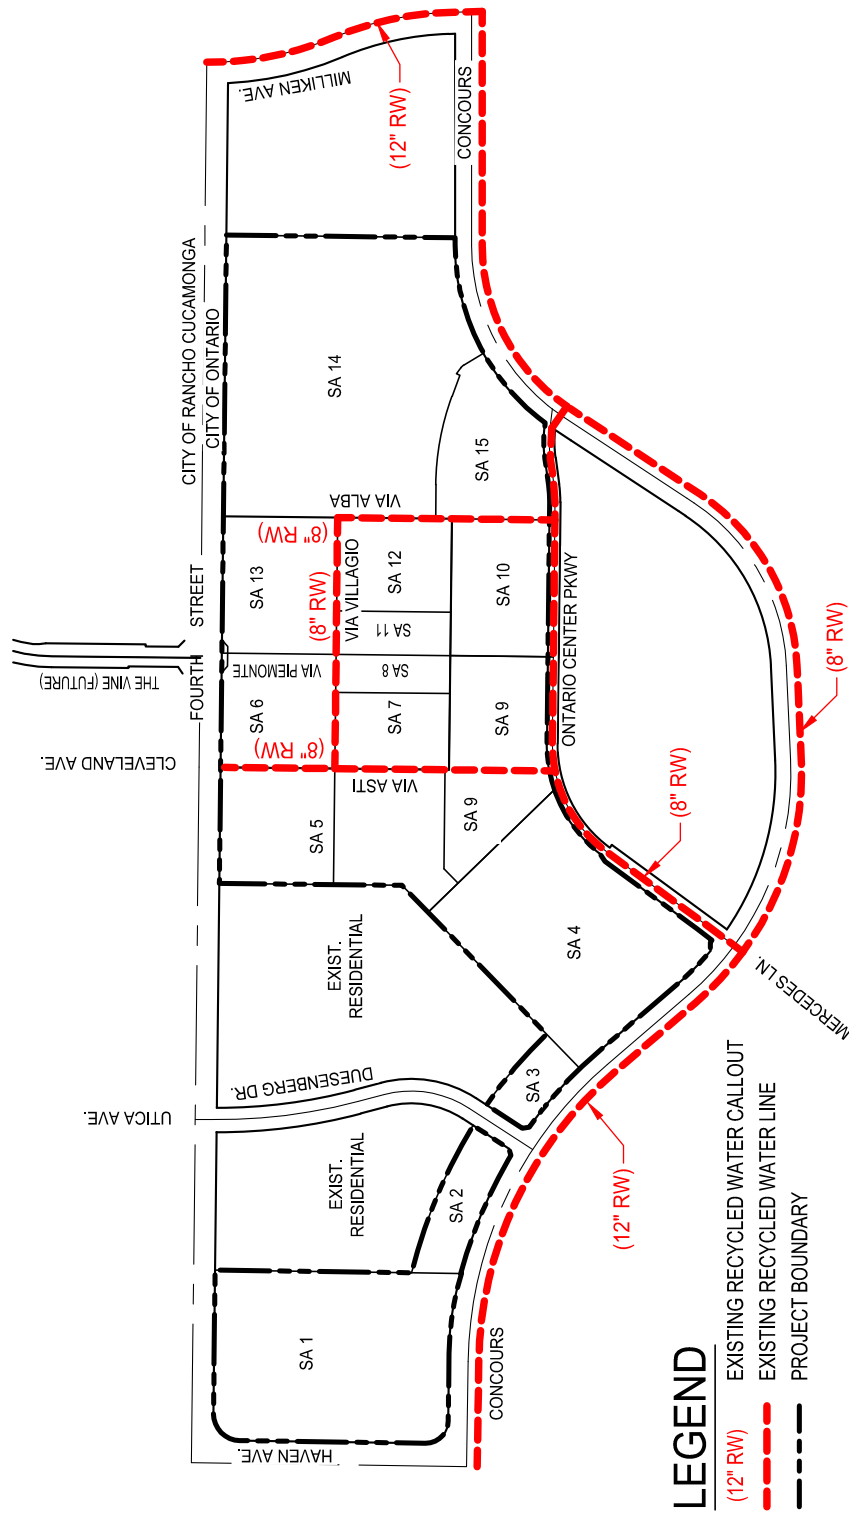 CITY OF RANCHO CUCAMONGA
CITY OF ONTARIO
FOURTH
STREET
HAVEN AVE.
UTICA AVE.
CLEVELAND AVE.
THE VINE (FUTURE)
MILLIKEN AVE.
(12" RW)
CONCOURS
SA 1
EXIST.
RESIDENTIAL
DUESENBERG DR.
EXIST.
RESIDENTIAL
SA 2
SA 3
SA 4
SA 5
SA 9
VIA ASTI
SA 6
(8" RW)
VIA PIEMONTE
SA 13
(8" RW)
(8" RW)
VIA VILLAGIO
VIA ALBA
SA 7
SA 8
SA 11
SA 12
SA 9
SA 10
SA 14
SA 15
ONTARIO CENTER PKWY
(8" RW)
(8" RW)
MERCEDES LN.
(12" RW)
CONCOURS
LEGEND
(12" RW)
EXISTING RECYCLED WATER CALLOUT
EXISTING RECYCLED WATER LINE
PROJECT BOUNDARY